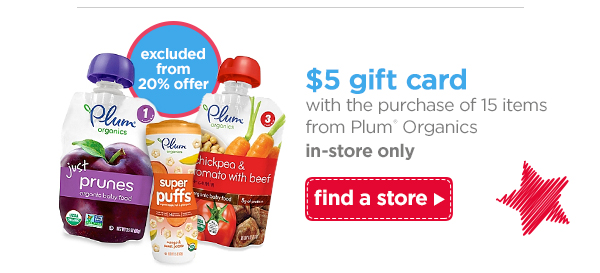 excluded
from
20% offer
$5 gift card
with the purchase of 15 items
from Plum® Organics
in-store only
find a store
Plum
organics
1
just
prunes
organic baby food
Plum
organics
super
puffs
Plum
organics
3
chickpea &
tomato with beef
organic baby food